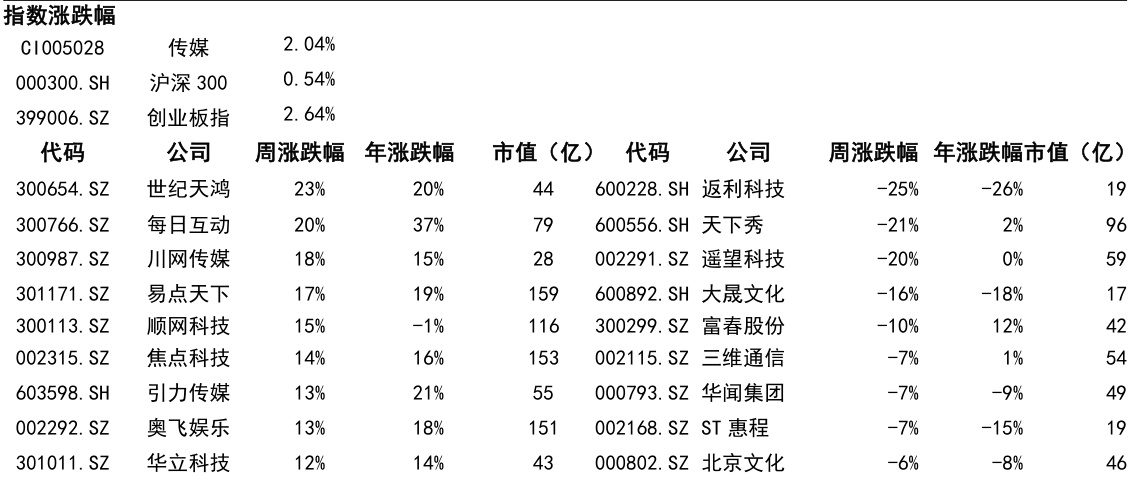 指数涨跌幅
CI005028 传媒 2.04%
000300.SH 沪深300 0.54%
399006.SZ 创业板指 2.64%
代码 公司 周涨跌幅 年涨跌幅 市值（亿） 代码 公司 周涨跌幅 年涨跌幅 市值（亿）
300654.SZ 世纪天鸿 23% 20% 44 600228.SH 返利科技 -25% -26% 19
300766.SZ 每日互动 20% 37% 79 600556.SH 天下秀 -21% 2% 96
300987.SZ 川网传媒 18% 15% 28 002291.SZ 遥望科技 -20% 0% 59
301171.SZ 易点天下 17% 19% 159 600892.SH 大晟文化 -16% -18% 17
300113.SZ 顺网科技 15% -1% 116 300299.SZ 富春股份 -10% 12% 42
002315.SZ 焦点科技 14% 16% 153 002115.SZ 三维通信 -7% 1% 54
603598.SH 引力传媒 13% 21% 55 000793.SZ 华闻集团 -7% -9% 49
002292.SZ 奥飞娱乐 13% 18% 151 002168.SZ ST惠程 -7% -15% 19
301011.SZ 华立科技 12% 14% 43 000802.SZ 北京文化 -6% -8% 46